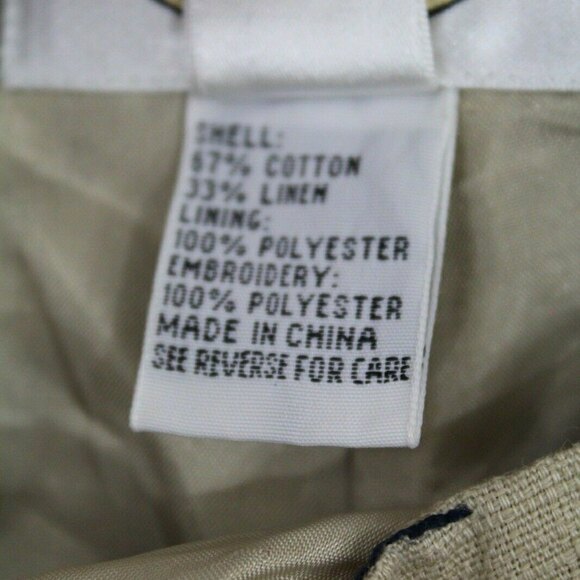 SHELL:
67% COTTON
33% LINEN
LINING:
100% POLYESTER
EMBROIDERY:
100% POLYESTER
MADE IN CHINA
SEE REVERSE FOR CARE